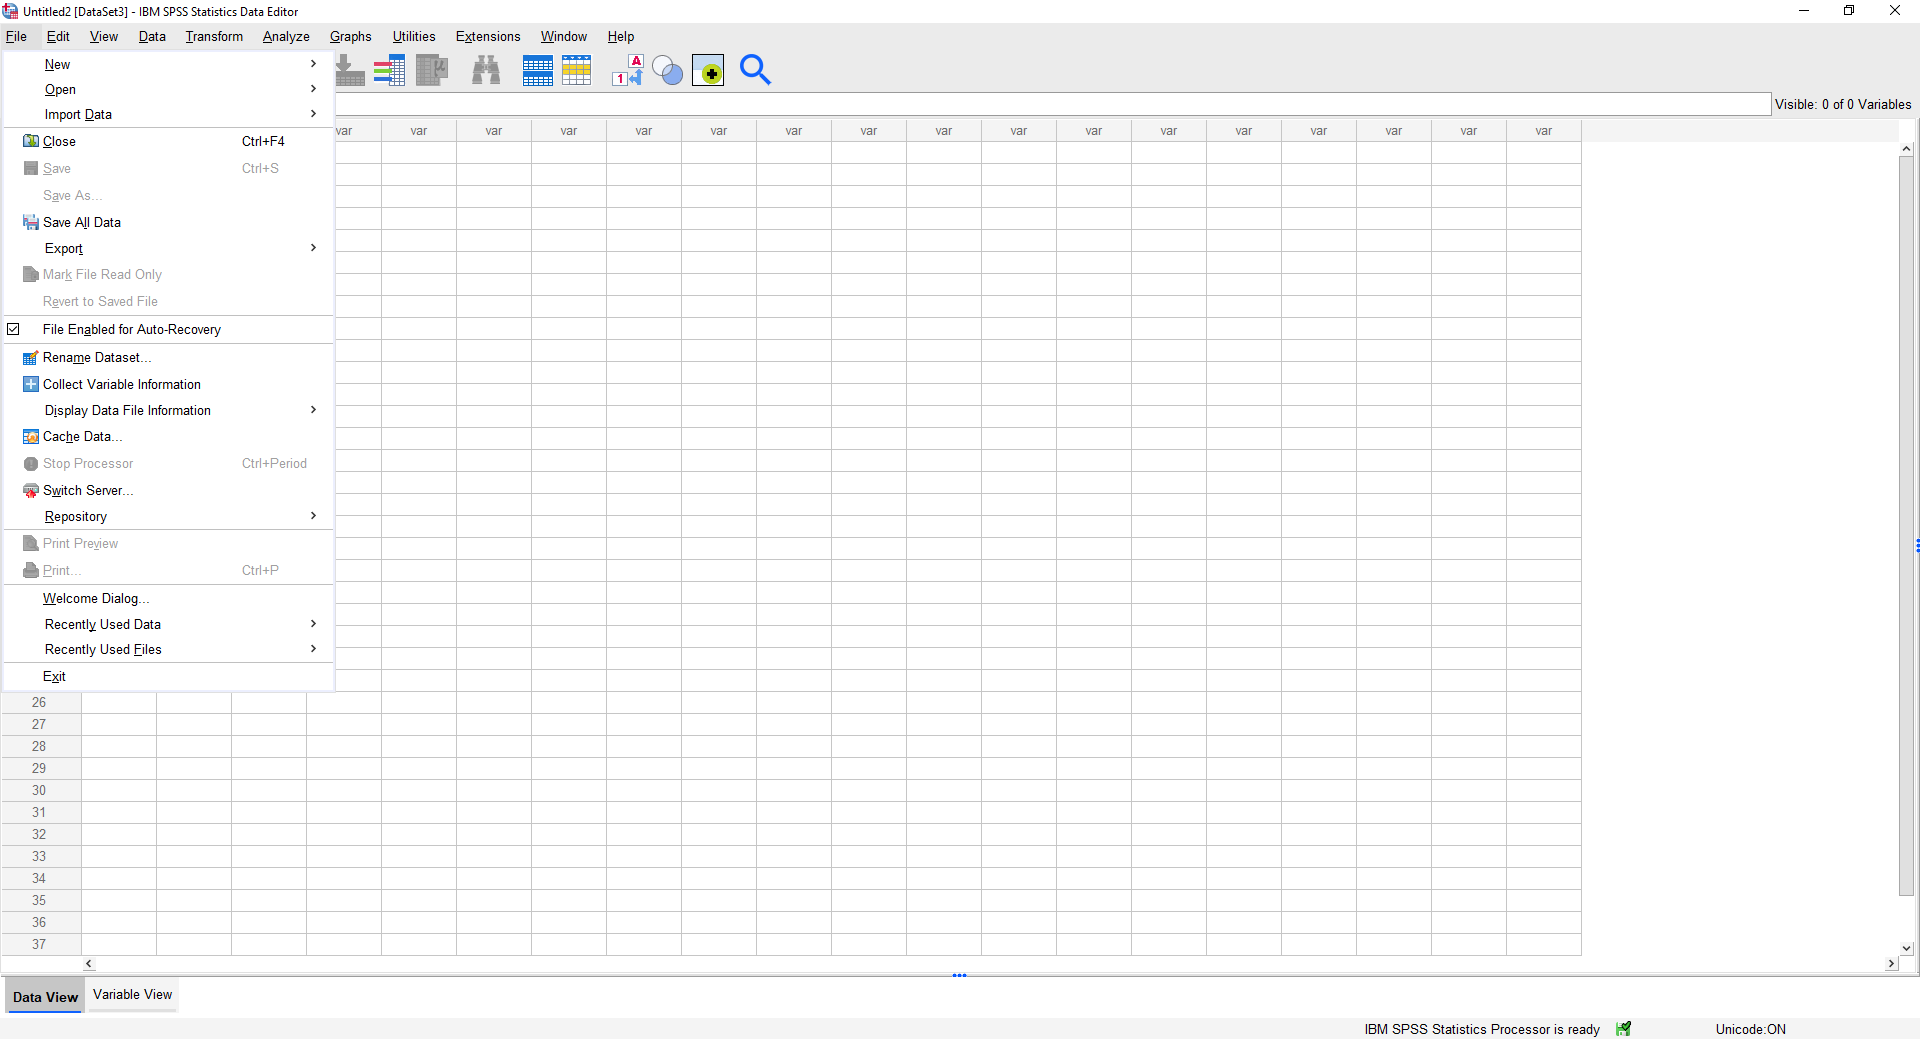 Untitled2 [DataSet3] - IBM SPSS Statistics Data Editor
File Edit View Data Transform Analyze Graphs Utilities Extensions Window Help
New
Open
Import Data
Close Ctrl+F4
Save Ctrl+S
Save As...
Save All Data
Export
Mark File Read Only
Revert to Saved File
File Enabled for Auto-Recovery
Rename Dataset...
Collect Variable Information
Display Data File Information
Cache Data...
Stop Processor Ctrl+Period
Switch Server...
Repository
Print Preview
Print... Ctrl+P
Welcome Dialog...
Recently Used Data
Recently Used Files
Exit
A
1
μ
Visible: 0 of 0 Variables
var var var var var var var var var var var var var var var var var
26
27
28
29
30
31
32
33
34
35
36
37
Data View Variable View
IBM SPSS Statistics Processor is ready Unicode:ON